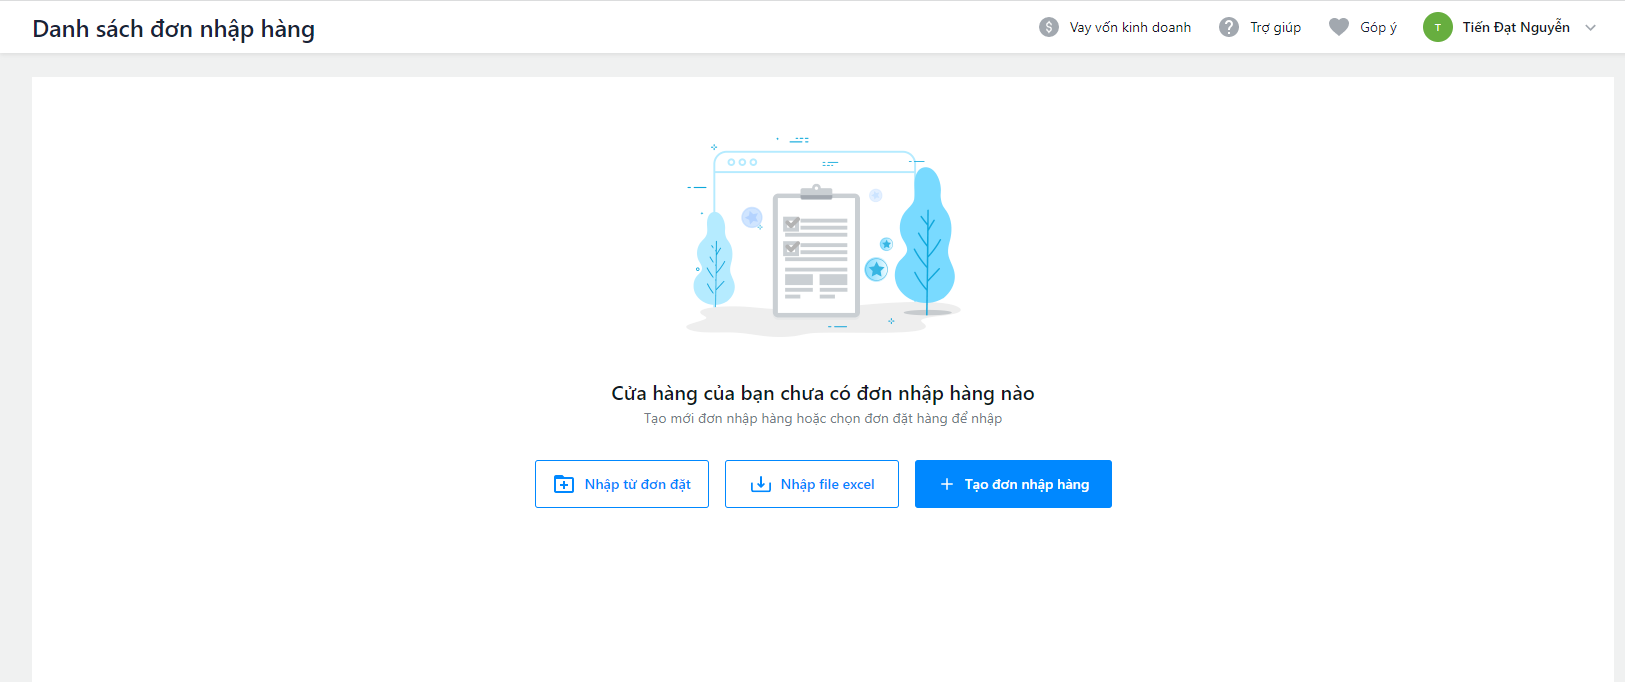 Danh sách đơn nhập hàng
Vay vốn kinh doanh
Trợ giúp
Góp ý
T
Tiến Đạt Nguyễn
Cửa hàng của bạn chưa có đơn nhập hàng nào
Tạo mới đơn nhập hàng hoặc chọn đơn đặt hàng để nhập
Nhập từ đơn đặt
Nhập file excel
Tạo đơn nhập hàng